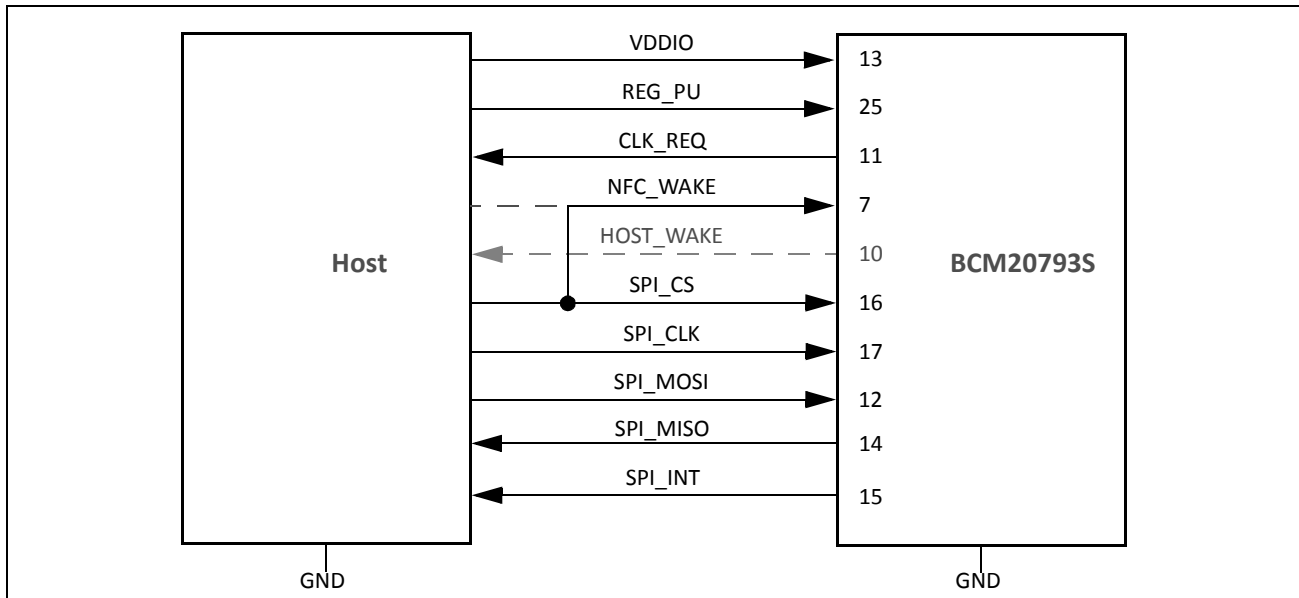 VDDIO
13
REG_PU
25
CLK_REQ
11
NFC_WAKE
7
HOST_WAKE
10
Host
BCM20793S
SPI_CS
16
SPI_CLK
17
SPI_MOSI
12
SPI_MISO
14
SPI_INT
15
GND
GND